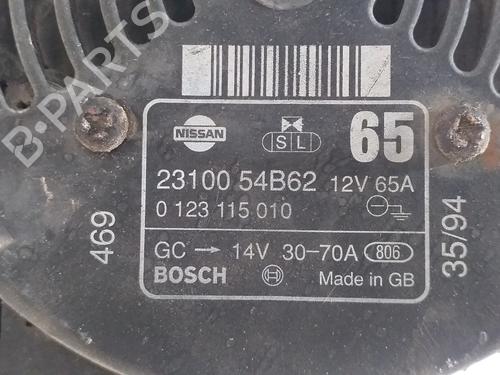 B-PARTS
NISSAN
S L
65
23100 54B62 12V 65A
0 123 115 010
GC → 14V 30-70A 806
BOSCH
Made in GB
469
35/94